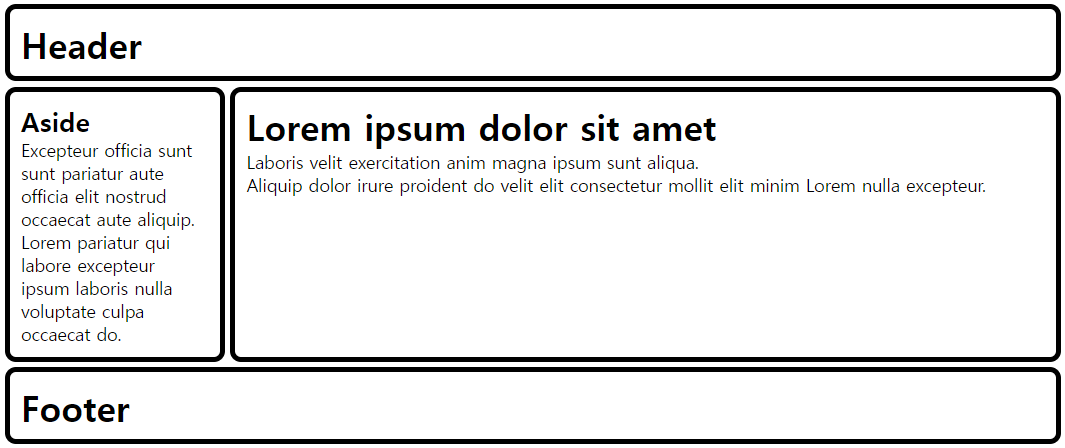 Header
Aside
Excepteur officia sunt
sunt pariatur aute
officia elit nostrud
occaecat aute aliquip.
Lorem pariatur qui
labore excepteur
ipsum laboris nulla
voluptate culpa
occaecat do.
Lorem ipsum dolor sit amet
Laboris velit exercitation anim magna ipsum sunt aliqua.
Aliquip dolor irure proident do velit elit consectetur mollit elit minim Lorem nulla excepteur.
Footer